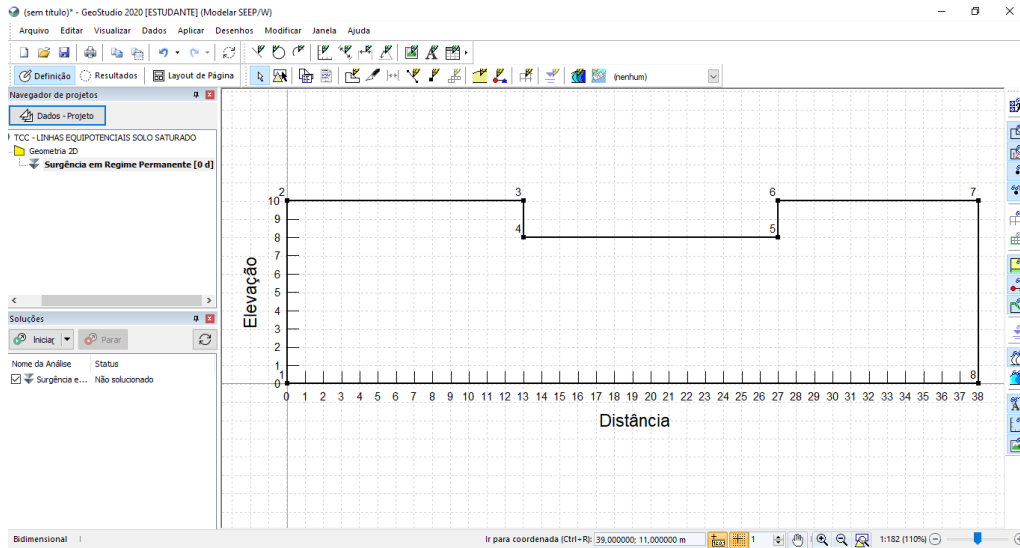 (sem título)* - GeoStudio 2020 [ESTUDANTE] (Modelar SEEP/W)
Arquivo Editar Visualizar Dados Aplicar Desenhos Modificar Janela Ajuda
Definição Resultados Layout de Página (nenhum)
Navegador de projetos
Dados - Projeto
TCC - LINHAS EQUIPOTENCIAIS SOLO SATURADO
Geometria 2D
Surgência em Regime Permanente [0 d]
Soluções
Iniciar Parar
Nome da Análise Status
Surgência e... Não solucionado
2 3 6 7
10
9
4 5
8
7
6
5
4
3
2
1
1 8
0
Elevação
0 1 2 3 4 5 6 7 8 9 10 11 12 13 14 15 16 17 18 19 20 21 22 23 24 25 26 27 28 29 30 31 32 33 34 35 36 37 38
Distância
Bidimensional Ir para coordenada (Ctrl+R): 39,000000; 11,000000 m 1 1:182 (110%)